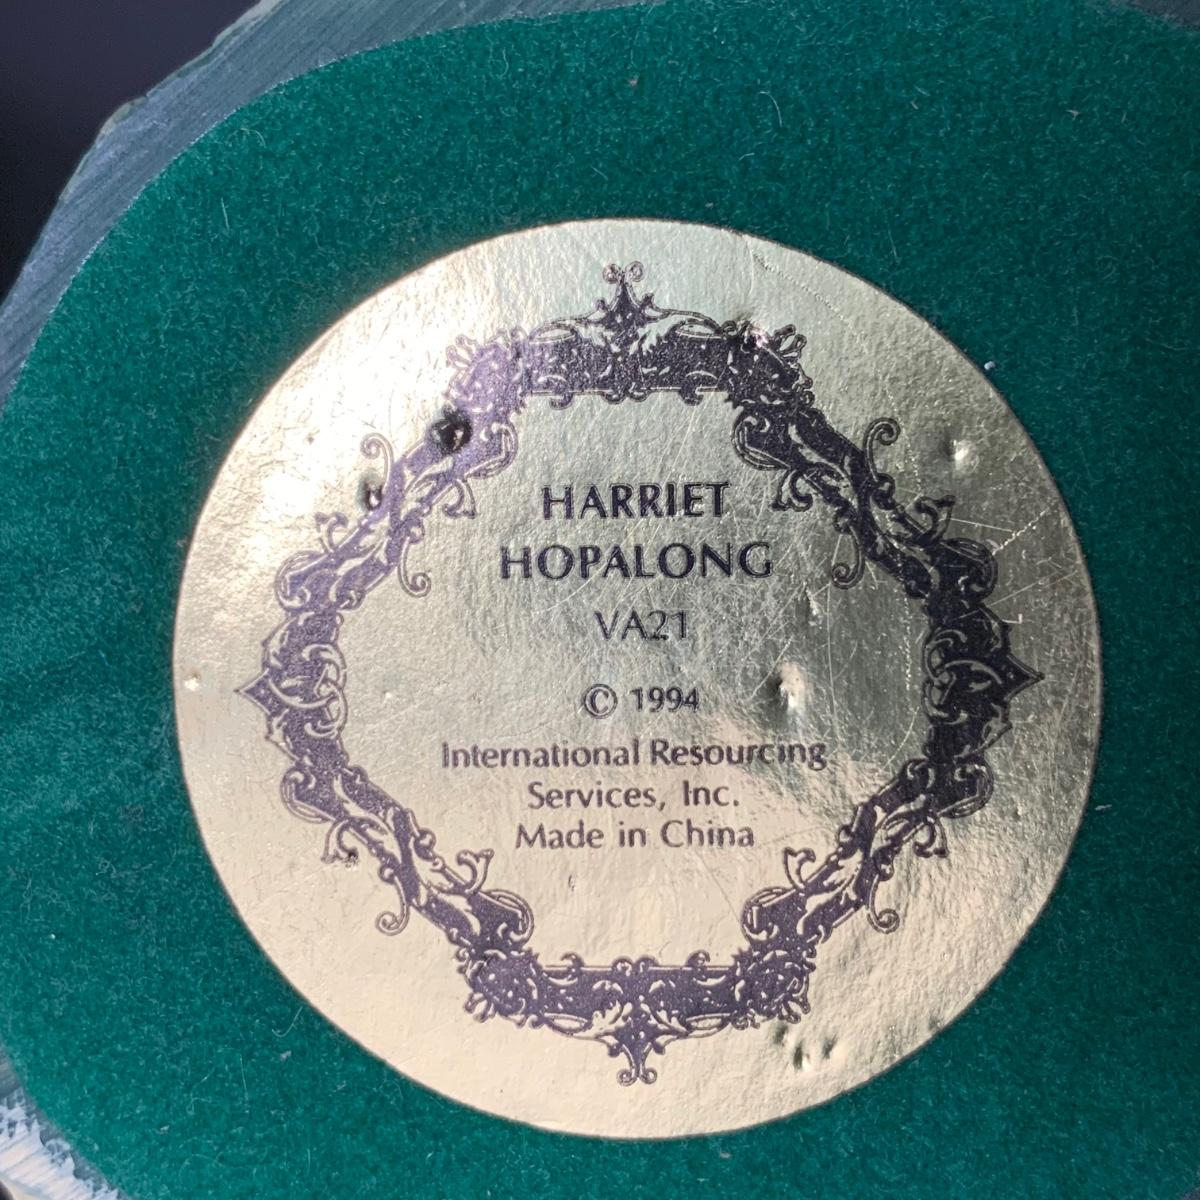 HARRIET
HOPALONG
VA21
© 1994
International Resourcing
Services, Inc.
Made in China